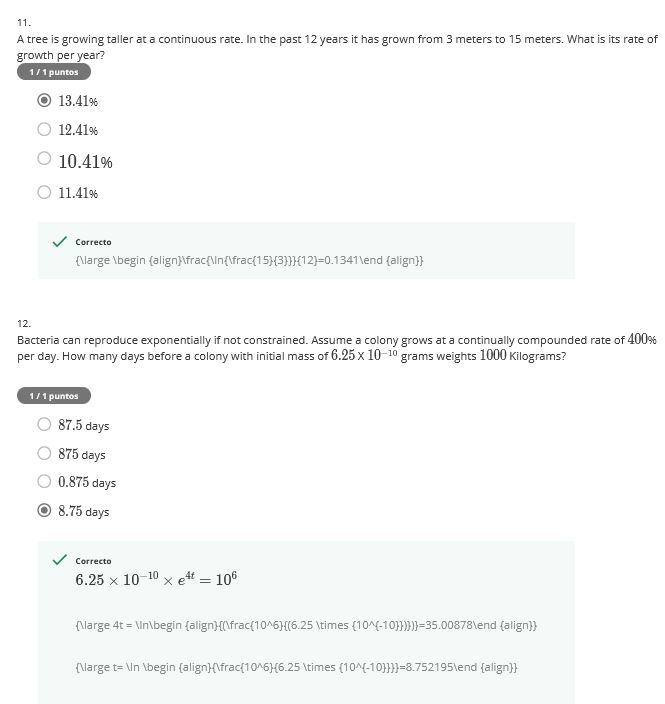 11.
A tree is growing taller at a continuous rate. In the past 12 years it has grown from 3 meters to 15 meters. What is its rate of
growth per year?
1 / 1 puntos
13.41%
12.41%
10.41%
11.41%
Correcto
{\large \begin {align}\frac{\ln{\frac{15}{3}}}{12}=0.1341\end {align}}
12.
Bacteria can reproduce exponentially if not constrained. Assume a colony grows at a continually compounded rate of 400%
per day. How many days before a colony with initial mass of 6.25 x 10⁻¹⁰ grams weights 1000 Kilograms?
1 / 1 puntos
87.5 days
875 days
0.875 days
8.75 days
Correcto
6.25 × 10⁻¹⁰ × e⁴ᵗ = 10⁶
{\large 4t = \ln\begin {align}{(\frac{10^6}{(6.25 \times {10^{-10}})})}=35.00878\end {align}}
{\large t= \ln \begin {align}{\frac{10^6}{6.25 \times {10^{-10}}}}=8.752195\end {align}}